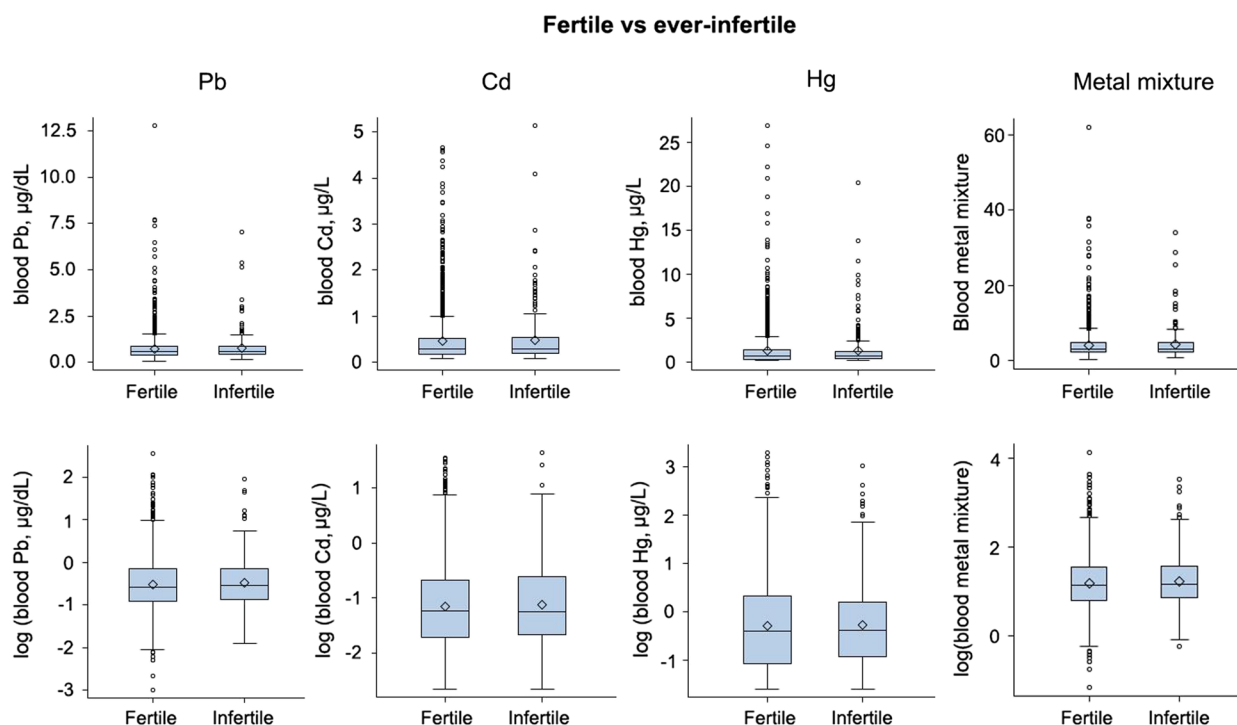 Fertile vs ever-infertile
Pb
Cd
Hg
Metal mixture
blood Pb, µg/dL
12.5
10.0
7.5
5.0
2.5
0.0
Fertile Infertile
blood Cd, µg/L
5
4
3
2
1
0
Fertile Infertile
blood Hg, µg/L
25
20
15
10
5
0
Fertile Infertile
Blood metal mixture
60
40
20
0
Fertile Infertile
log (blood Pb, µg/dL)
2
1
0
-1
-2
-3
Fertile Infertile
log (blood Cd, µg/L)
1
0
-1
-2
Fertile Infertile
log (blood Hg, µg/L)
3
2
1
0
-1
Fertile Infertile
log(blood metal mixture)
4
2
0
Fertile Infertile